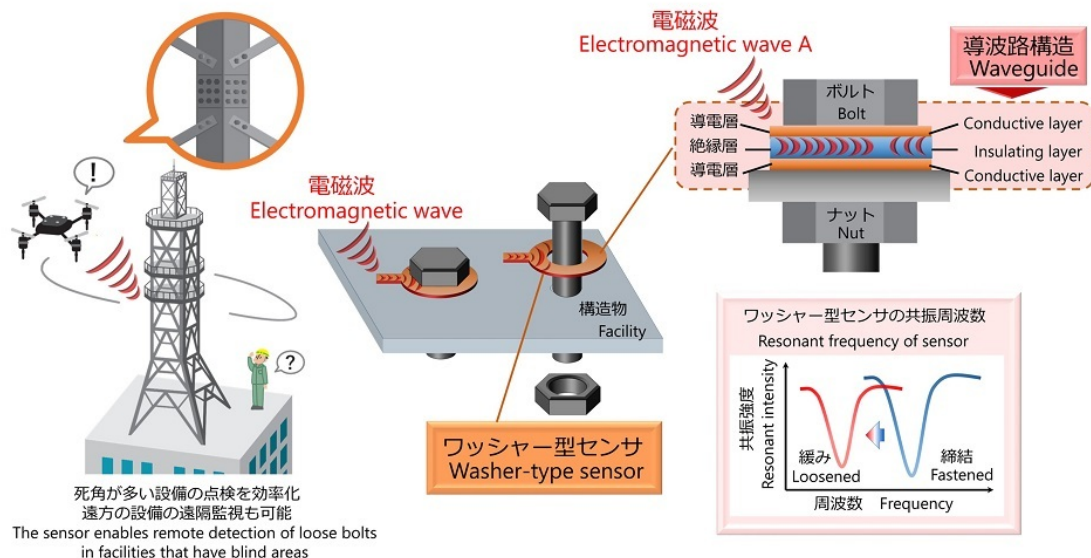 !
?
死角が多い設備の点検を効率化
遠方の設備の遠隔監視も可能
The sensor enables remote detection of loose bolts
in facilities that have blind areas
電磁波
Electromagnetic wave
構造物
Facility
ワッシャー型センサ
Washer-type sensor
電磁波
Electromagnetic wave A
導波路構造
Waveguide
ボルト
Bolt
導電層
Conductive layer
絶縁層
Insulating layer
導電層
Conductive layer
ナット
Nut
ワッシャー型センサの共振周波数
Resonant frequency of sensor
共振強度
Resonant intensity
緩み
Loosened
締結
Fastened
周波数 Frequency